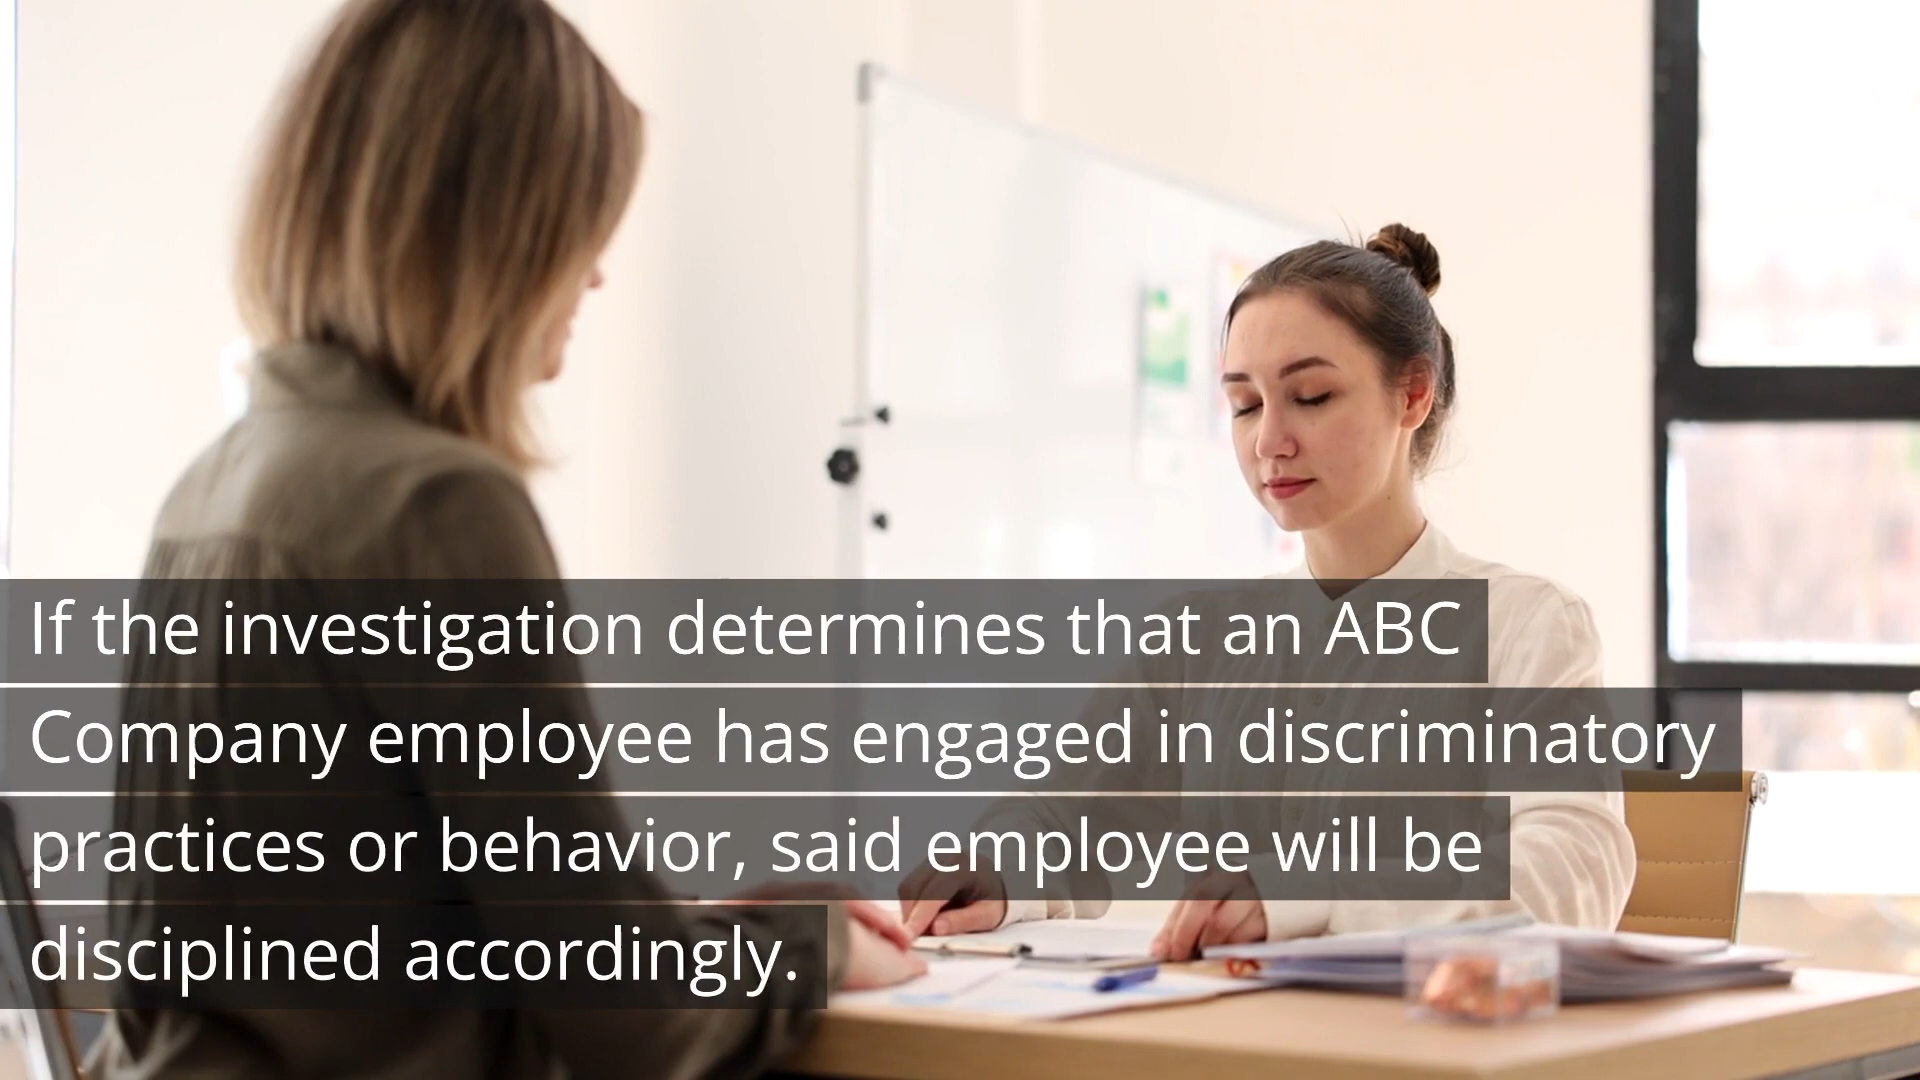 If the investigation determines that an ABC
Company employee has engaged in discriminatory
practices or behavior, said employee will be
disciplined accordingly.